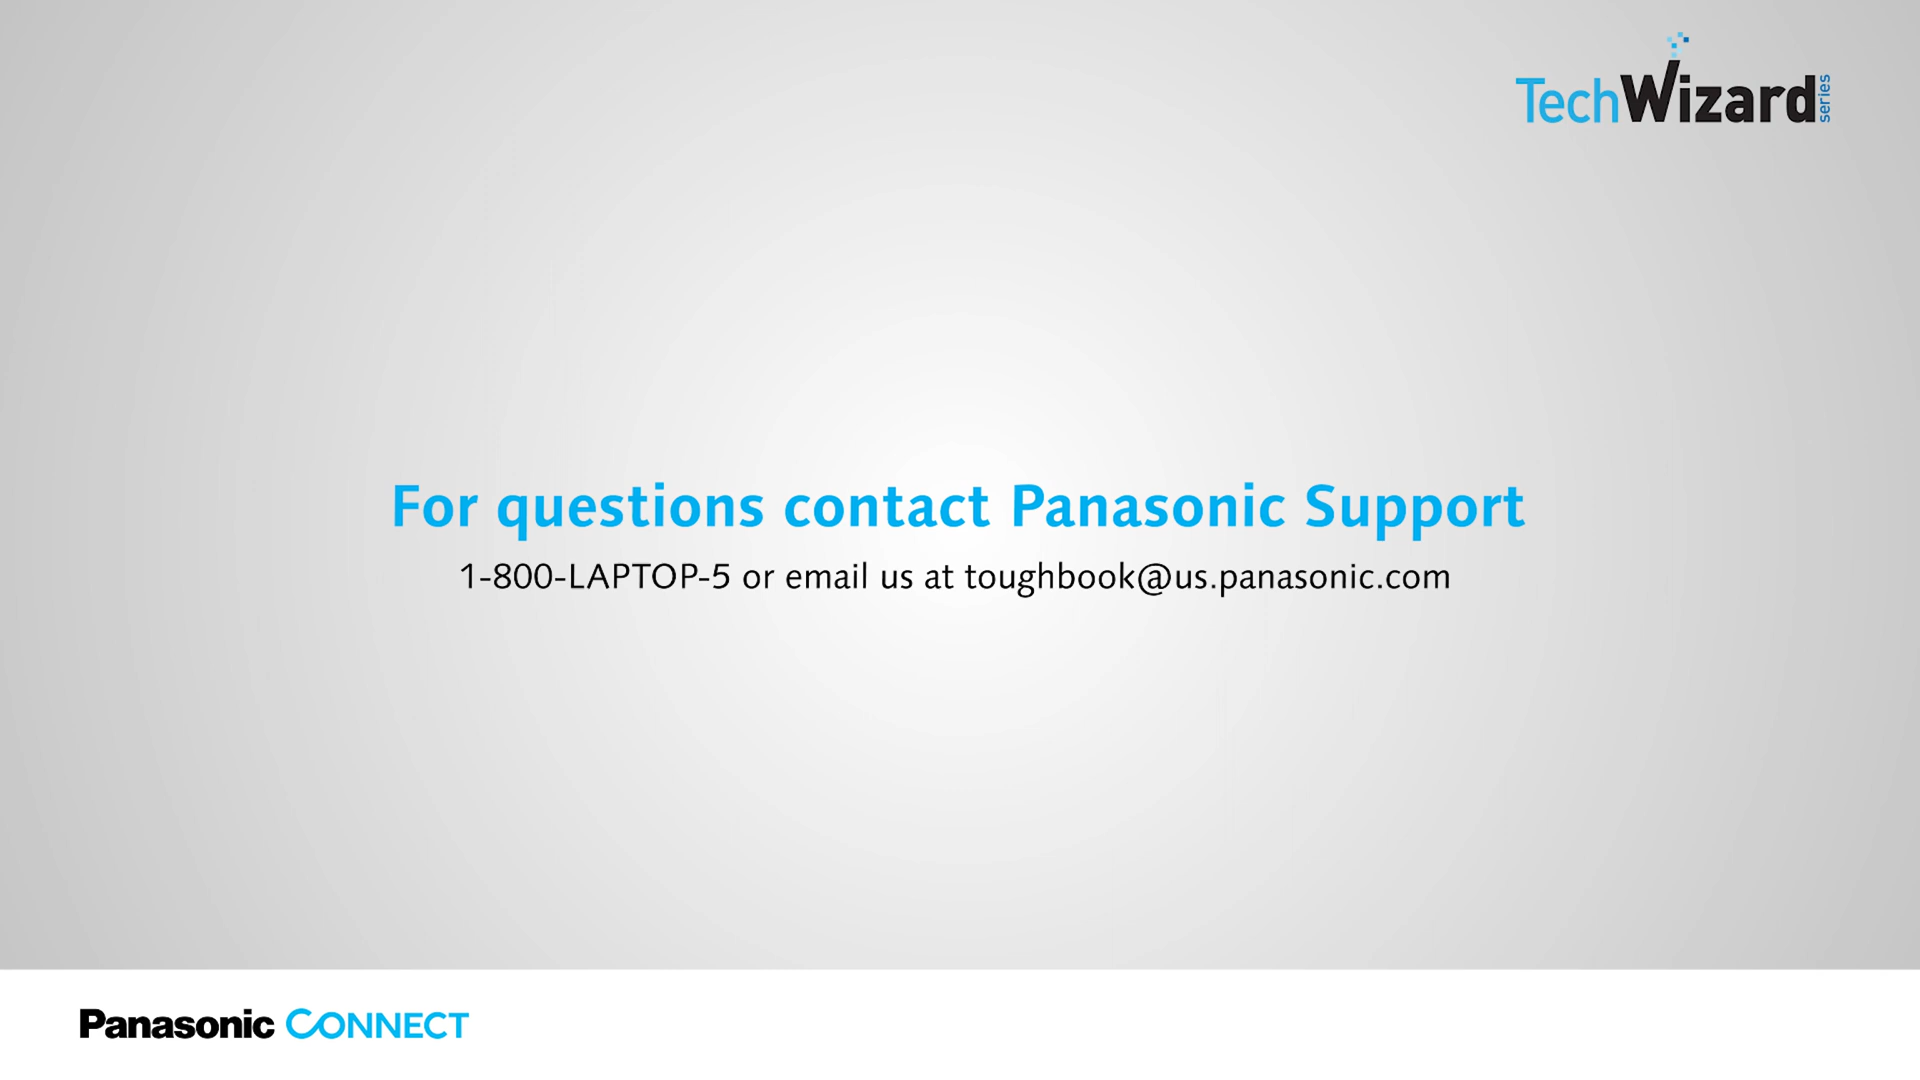 TechWizard series
For questions contact Panasonic Support
1-800-LAPTOP-5 or email us at toughbook@us.panasonic.com
Panasonic CONNECT